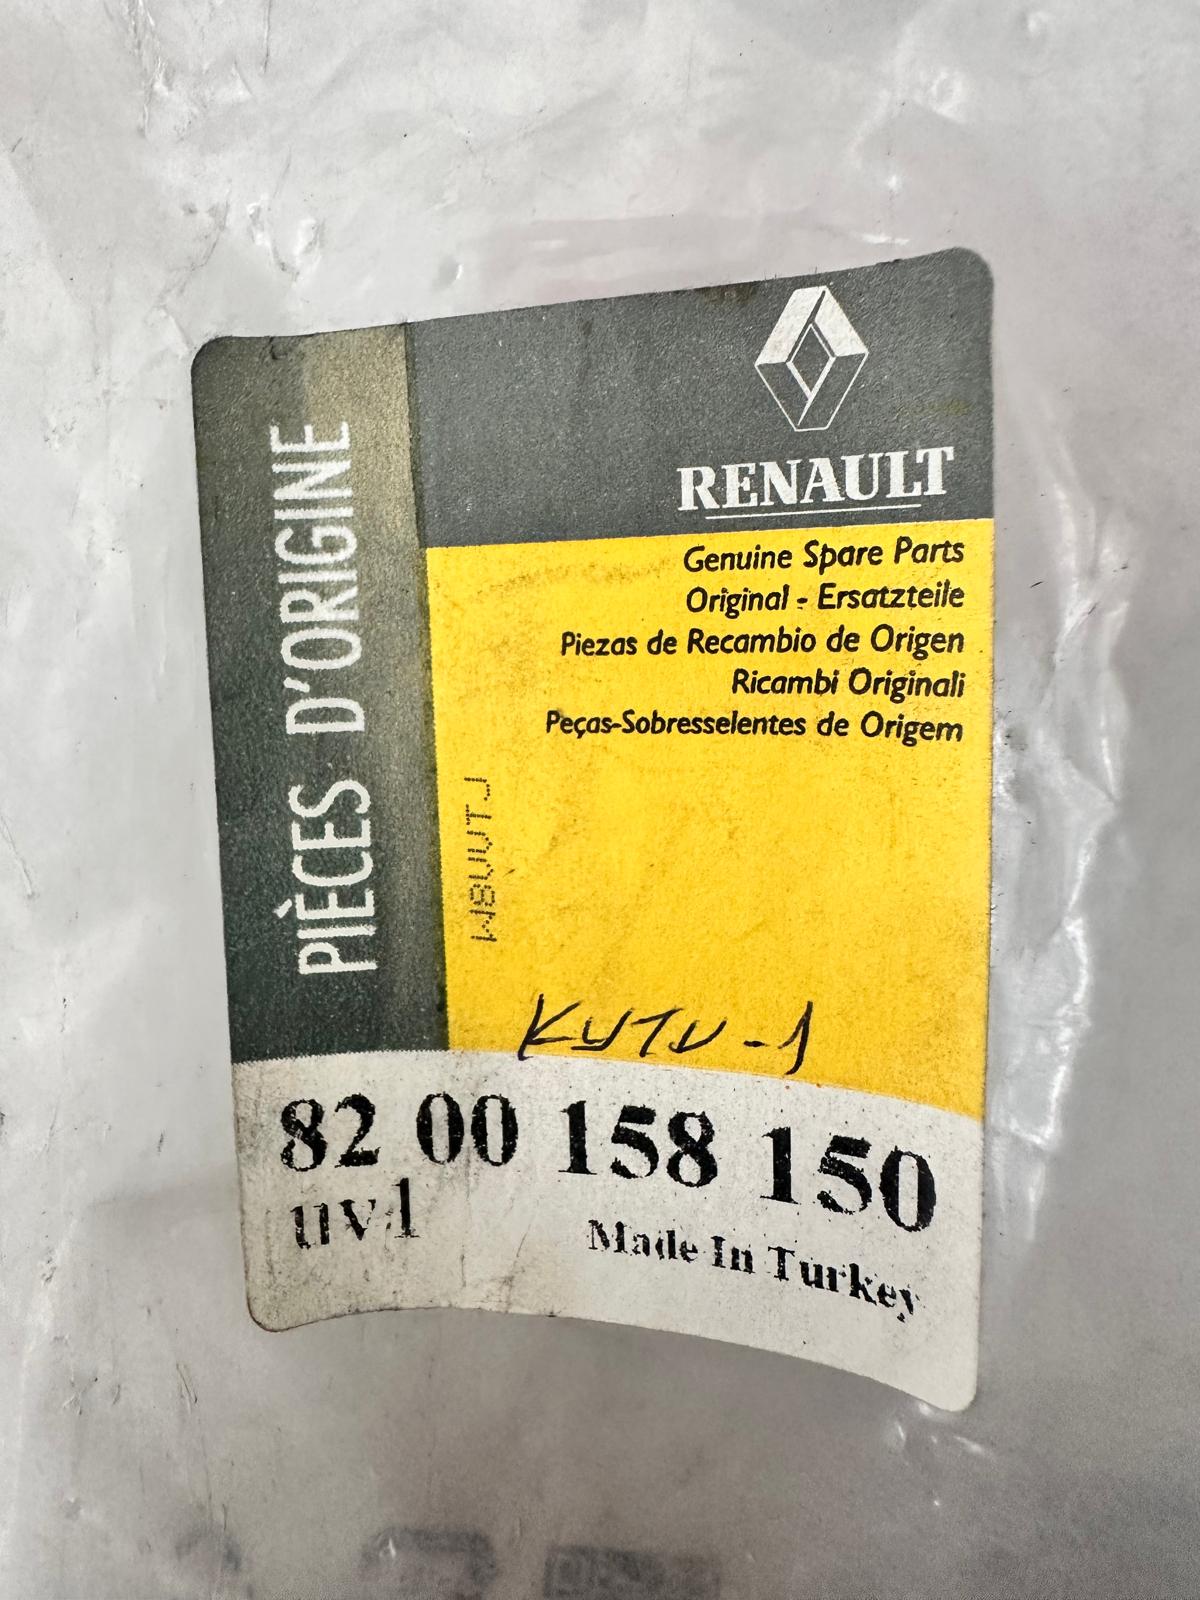 PIÈCES D'ORIGINE
RENAULT
Genuine Spare Parts
Original - Ersatzteile
Piezas de Recambio de Origen
Ricambi Originali
Peças-Sobresselentes de Origem
KUTU-1
82 00 158 150
uv1
Made In Turkey